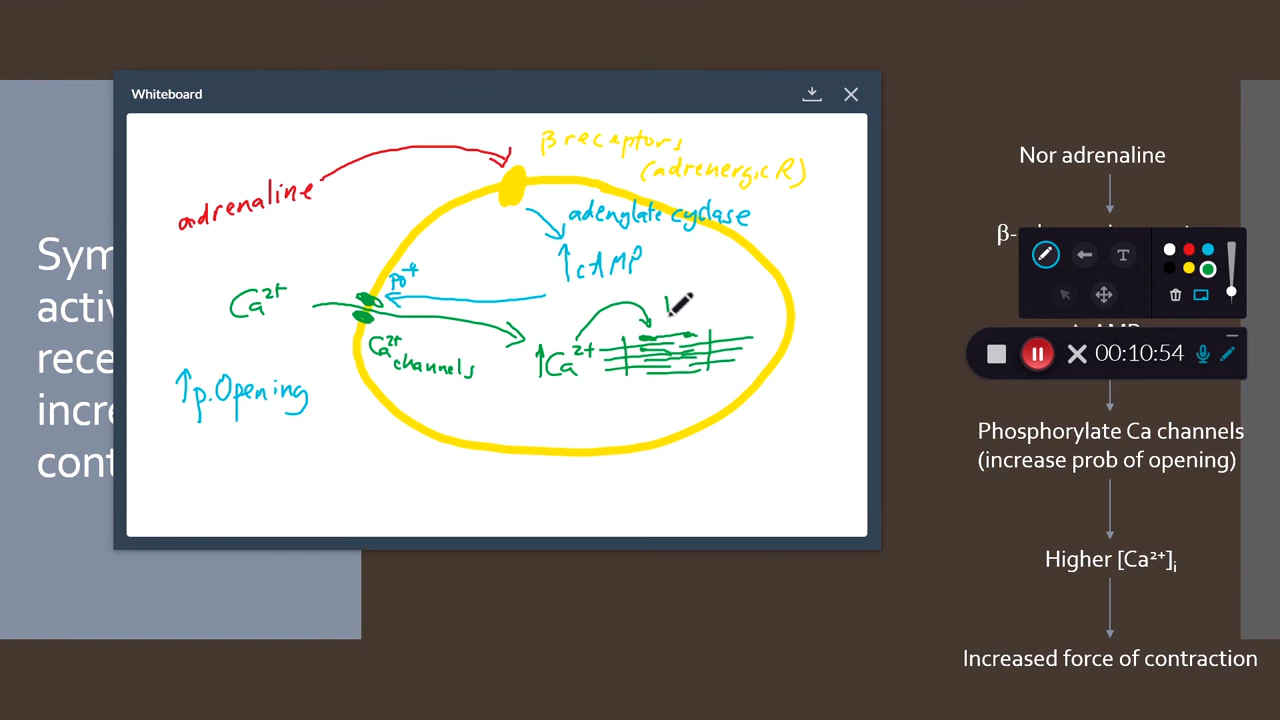 Whiteboard
β receptors
(adrenergic R)
adrenaline
adenylate cyclase
↑ cAMP
Ca²⁺
Ca²⁺
channels
↑Ca²⁺
↑ p. Opening
Sym
activ
rece
incre
cont
Nor adrenaline
β-
T
00:10:54
Phosphorylate Ca channels
(increase prob of opening)
Higher [Ca²⁺]ᵢ
Increased force of contraction